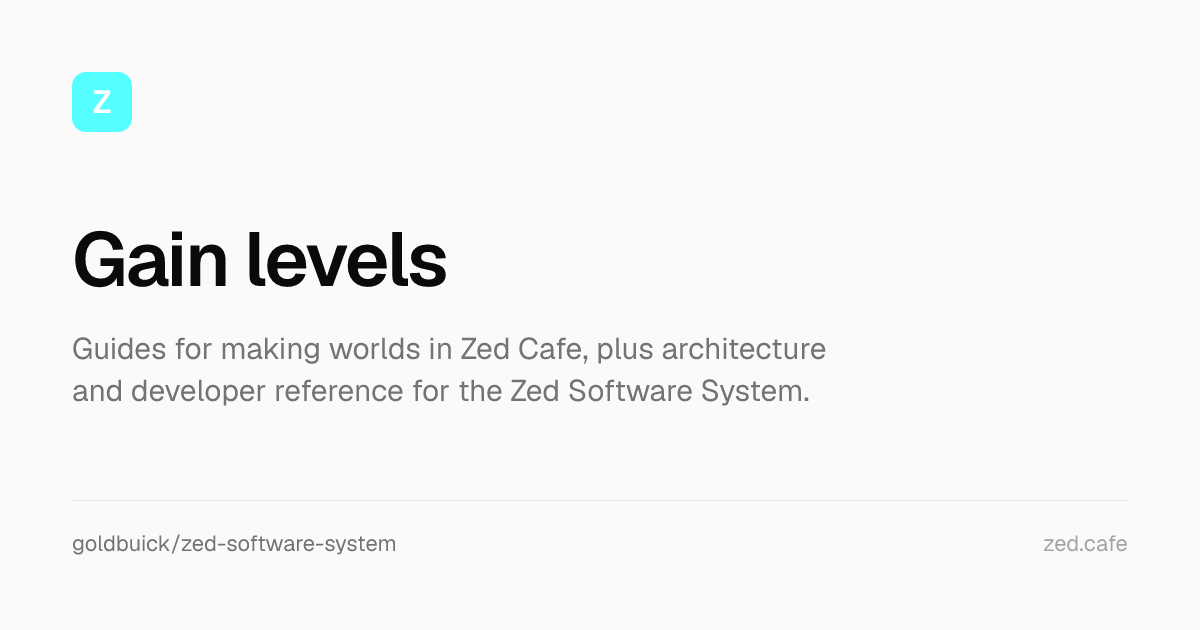 Z
Gain levels
Guides for making worlds in Zed Cafe, plus architecture
and developer reference for the Zed Software System.
goldbuick/zed-software-system
zed.cafe